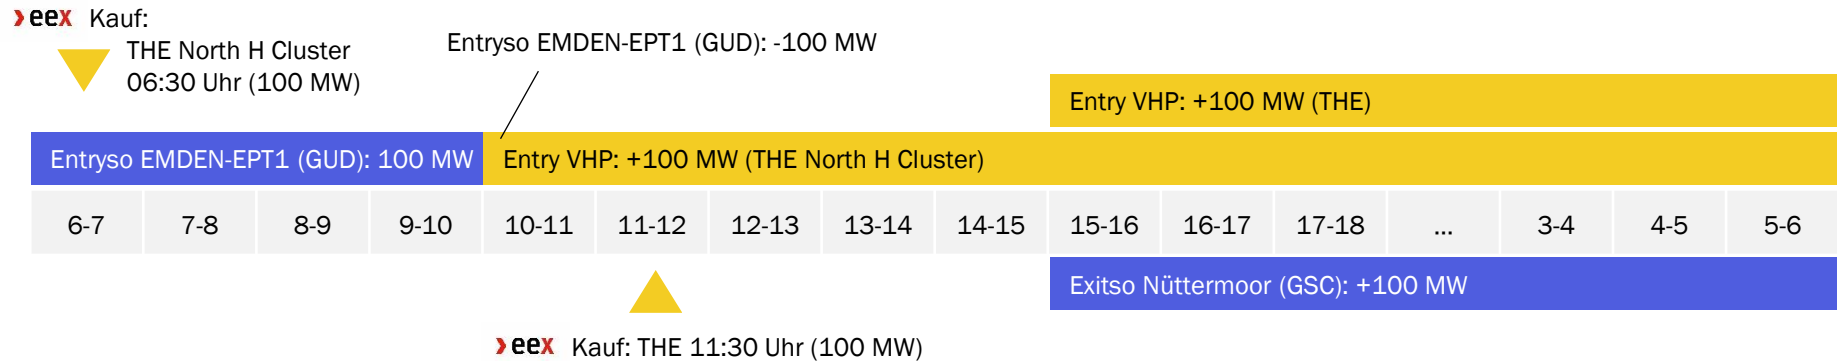 eex Kauf:
THE North H Cluster
06:30 Uhr (100 MW)
Entryso EMDEN-EPT1 (GUD): -100 MW
Entry VHP: +100 MW (THE)
Entryso EMDEN-EPT1 (GUD): 100 MW
Entry VHP: +100 MW (THE North H Cluster)
6-7 7-8 8-9 9-10 10-11 11-12 12-13 13-14 14-15 15-16 16-17 17-18 ... 3-4 4-5 5-6
Exitso Nüttermoor (GSC): +100 MW
eex Kauf: THE 11:30 Uhr (100 MW)